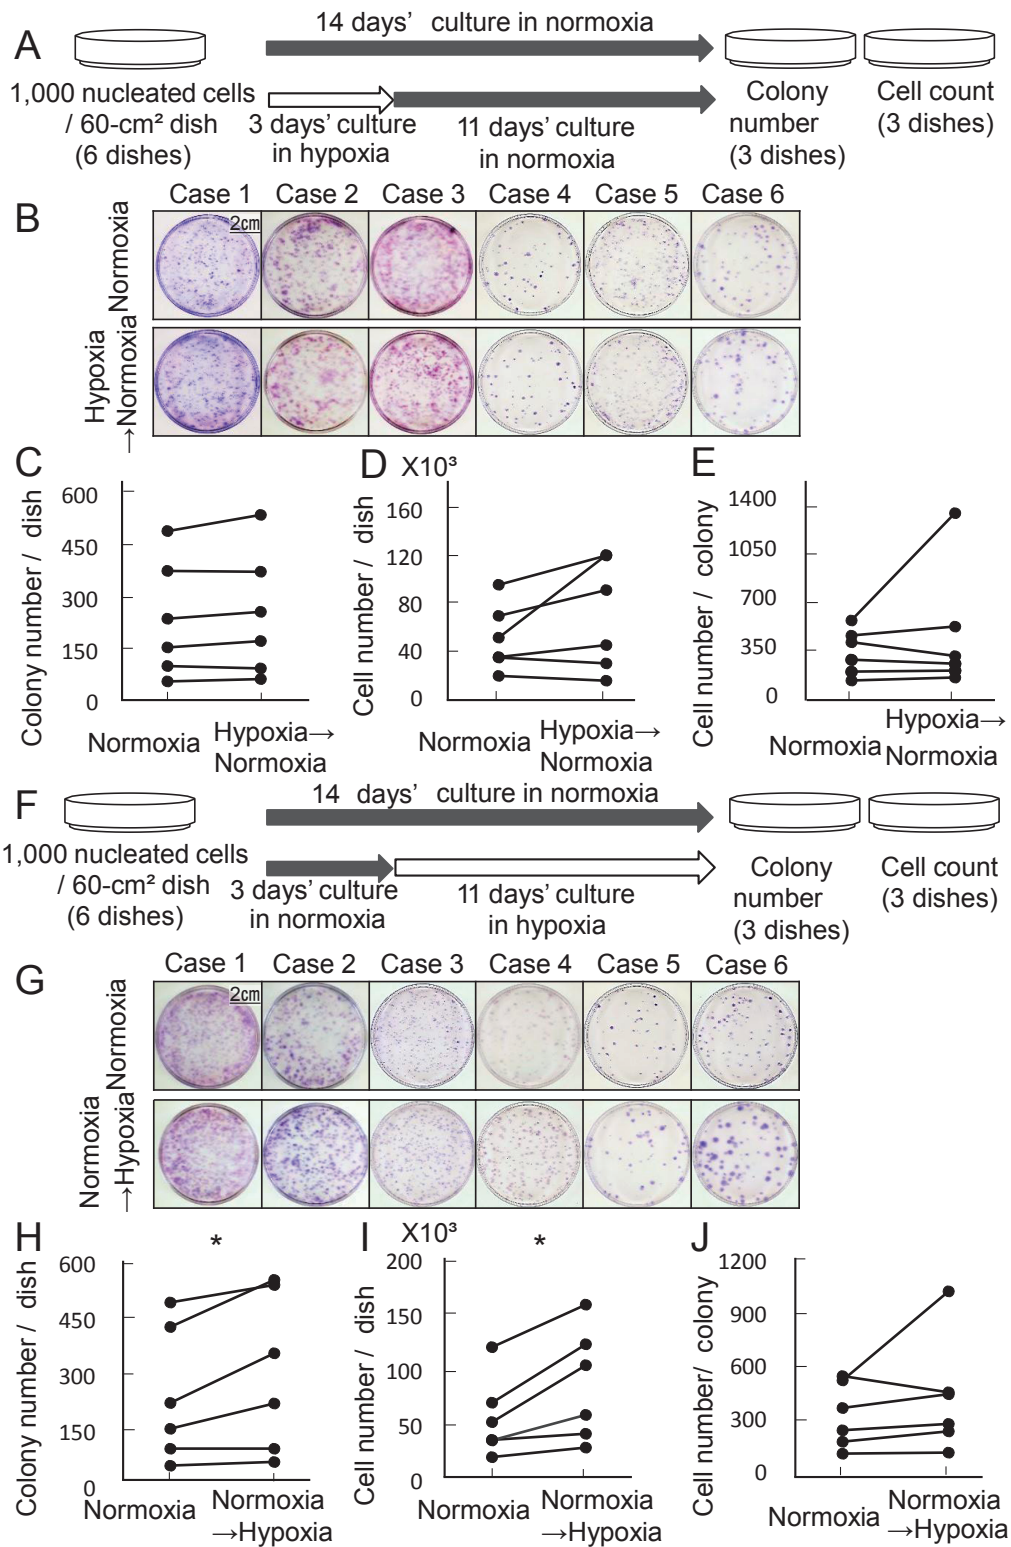 A
14 days' culture in normoxia
1,000 nucleated cells
/ 60-cm² dish
(6 dishes)
3 days' culture
in hypoxia
11 days' culture
in normoxia
Colony
number
(3 dishes)
Cell count
(3 dishes)
B
Case 1 Case 2 Case 3 Case 4 Case 5 Case 6
2cm
Normoxia
Hypoxia
→Normoxia
C
Colony number / dish
600
450
300
150
0
Normoxia
Hypoxia→
Normoxia
D
X10³
Cell number / dish
160
120
80
40
0
Normoxia
Hypoxia→
Normoxia
E
Cell number / colony
1400
1050
700
350
0
Normoxia
Hypoxia→
Normoxia
F
14 days' culture in normoxia
1,000 nucleated cells
/ 60-cm² dish
(6 dishes)
3 days' culture
in normoxia
11 days' culture
in hypoxia
Colony
number
(3 dishes)
Cell count
(3 dishes)
G
Case 1 Case 2 Case 3 Case 4 Case 5 Case 6
2cm
Normoxia
Normoxia
→Hypoxia
H
*
Colony number / dish
600
450
300
150
0
Normoxia
Normoxia
→Hypoxia
I
X10³
*
Cell number / dish
200
150
100
50
0
Normoxia
Normoxia
→Hypoxia
J
Cell number/ colony
1200
900
600
300
0
Normoxia
Normoxia
→Hypoxia